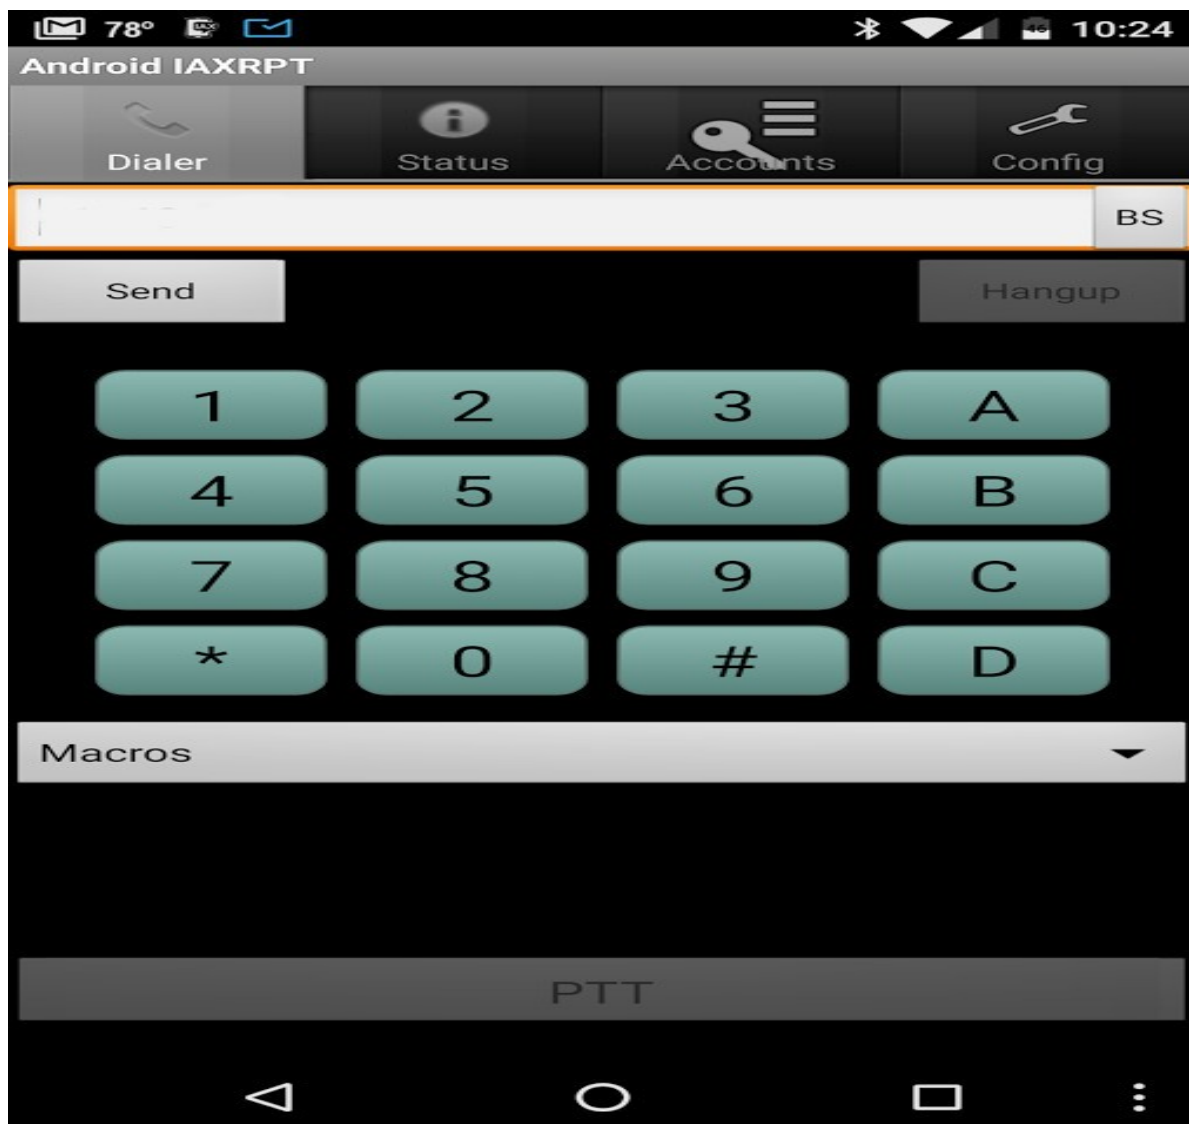 78° 10:24
Android IAXRPT
Dialer Status Accounts Config
BS
Send Hangup
1 2 3 A
4 5 6 B
7 8 9 C
* 0 # D
Macros
PTT